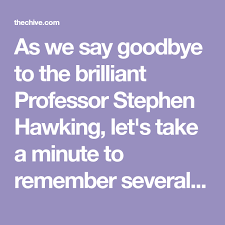 thechive.com
As we say goodbye
to the brilliant
Professor Stephen
Hawking, let's take
a minute to
remember several...